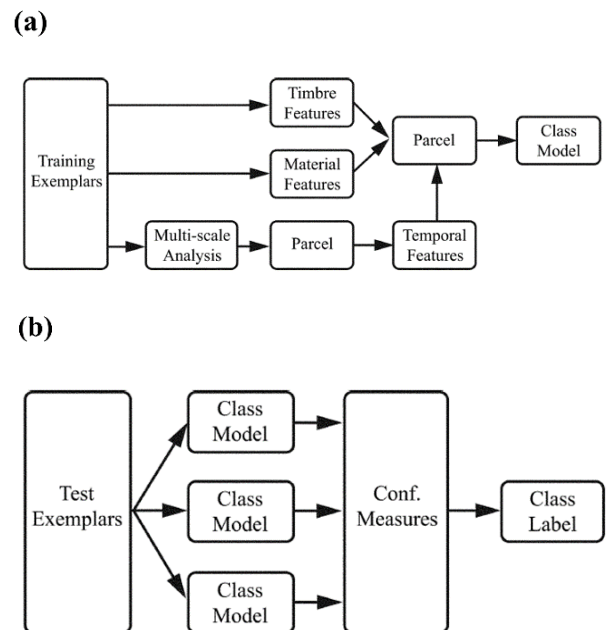 (a)
Timbre
Features
Training
Exemplars
Material
Features
Parcel
Class
Model
Multi-scale
Analysis
Parcel
Temporal
Features
(b)
Test
Exemplars
Class
Model
Class
Model
Class
Model
Conf.
Measures
Class
Label